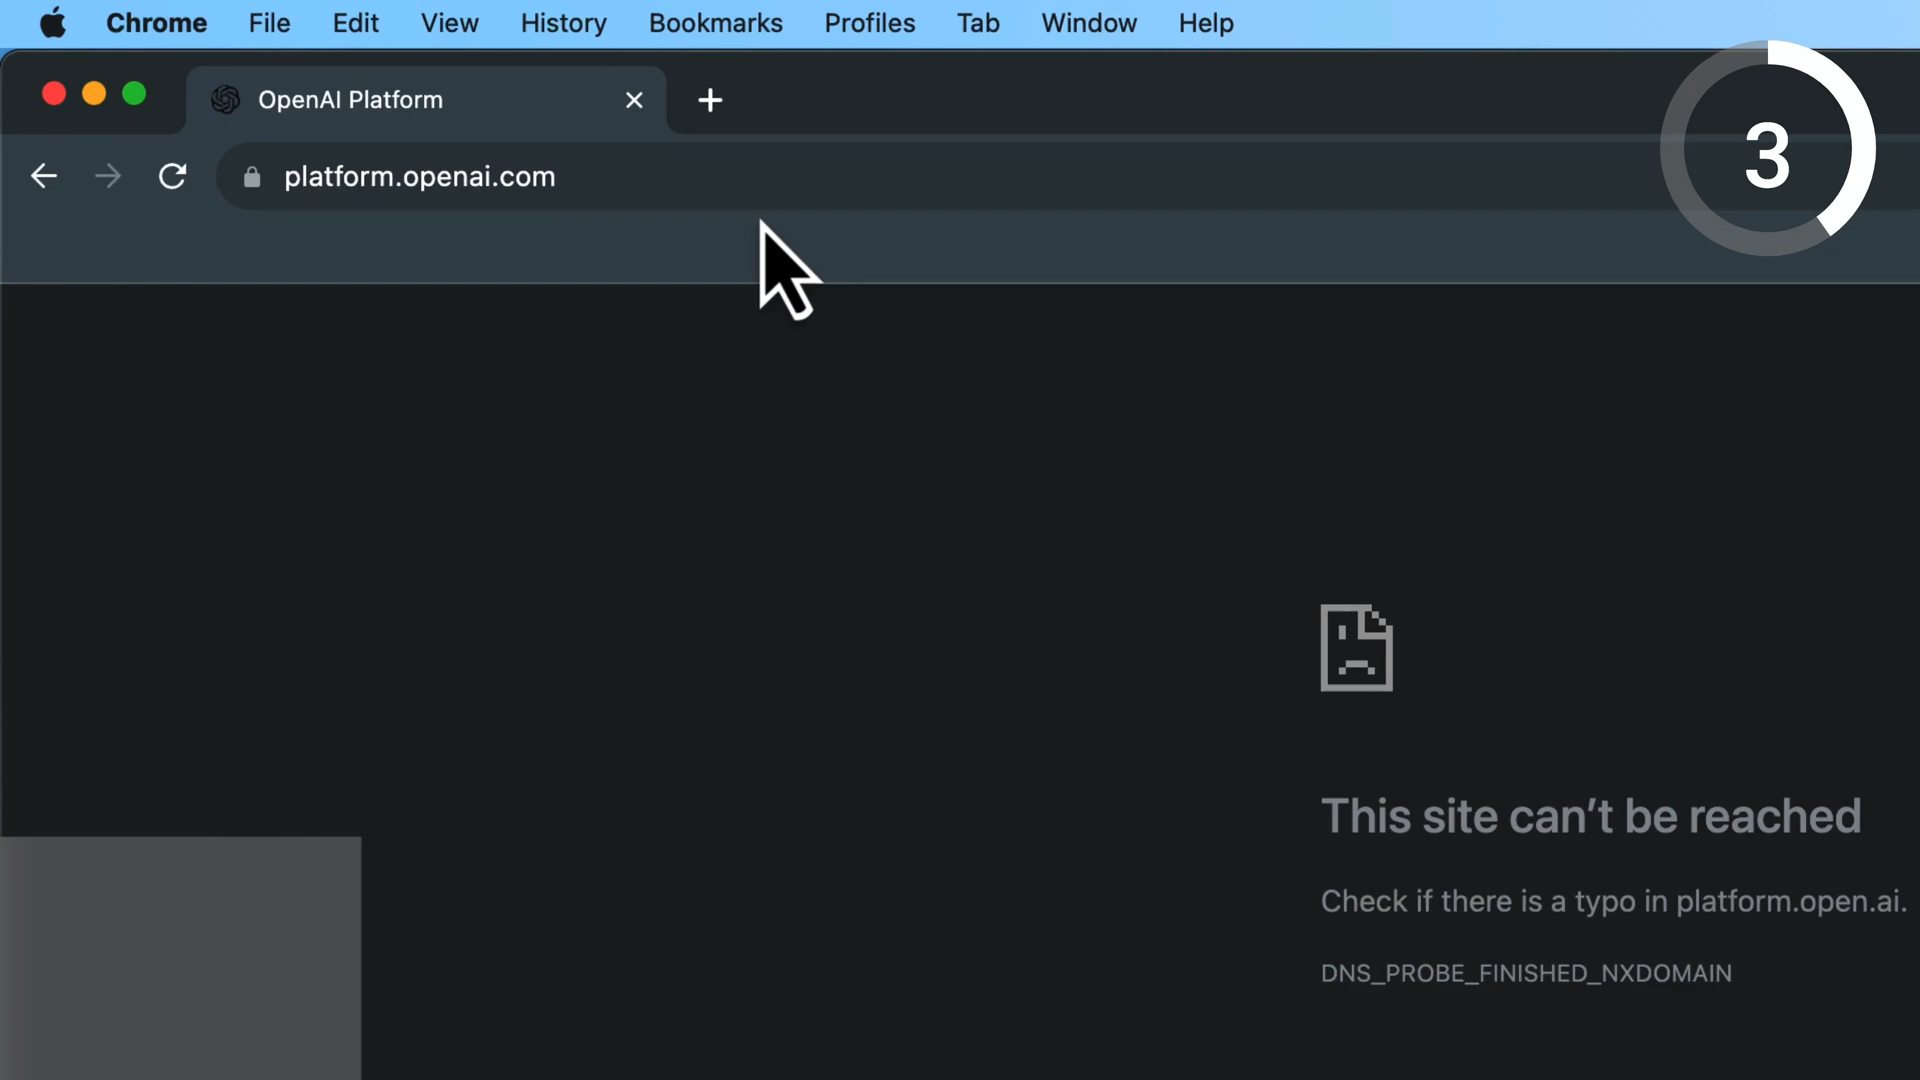 Chrome File Edit View History Bookmarks Profiles Tab Window Help
OpenAI Platform
platform.openai.com
3
This site can’t be reached
Check if there is a typo in platform.open.ai.
DNS_PROBE_FINISHED_NXDOMAIN